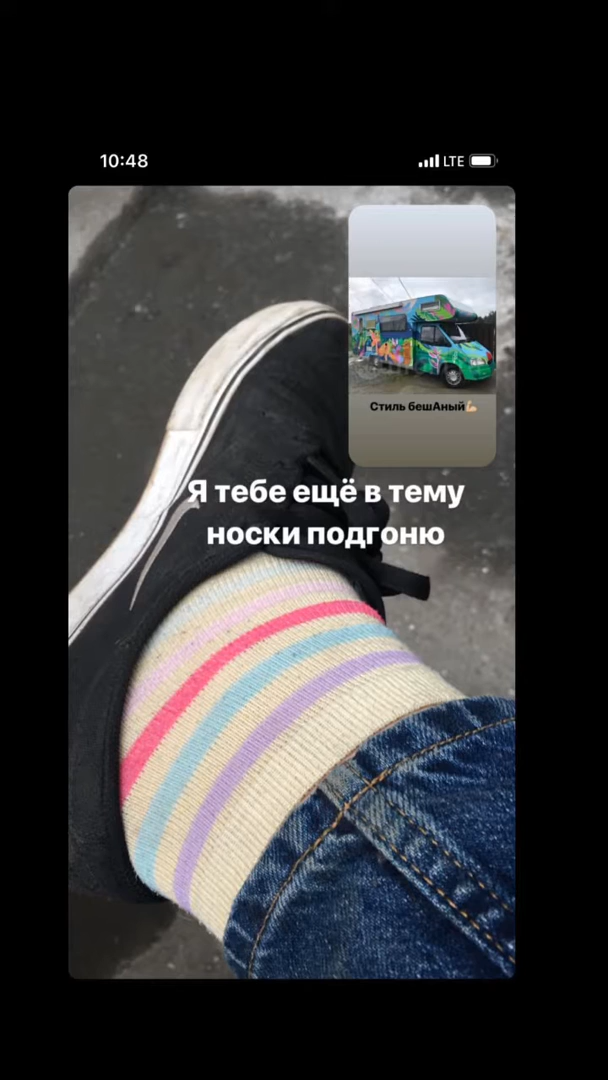 10:48
LTE
Стиль бешАный💪🏼
Я тебе ещё в тему
носки подгоню